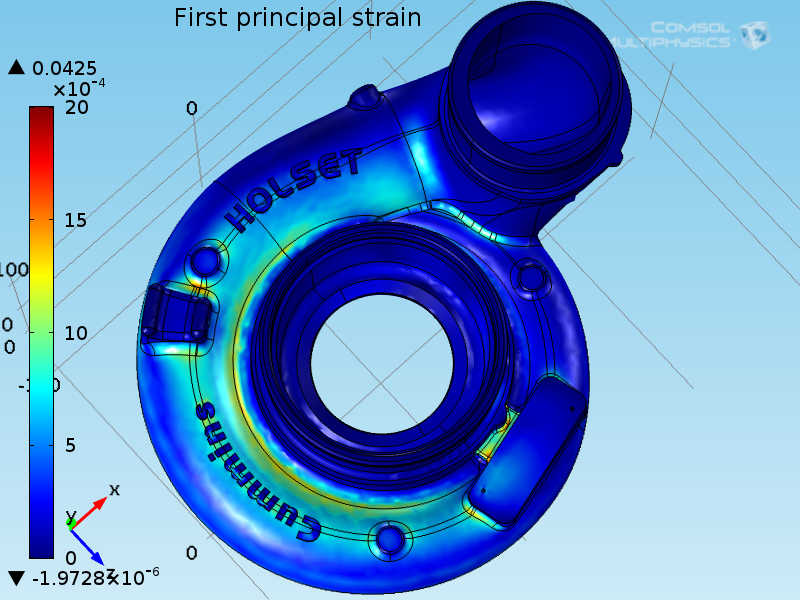 First principal strain
COMSOL
MULTIPHYSICS
▲ 0.0425
×10⁻⁴
20
0
15
HOLSET
100
0
0
10
5
Cummins
x
y
z
0
0
▼ -1.9728×10⁻⁶